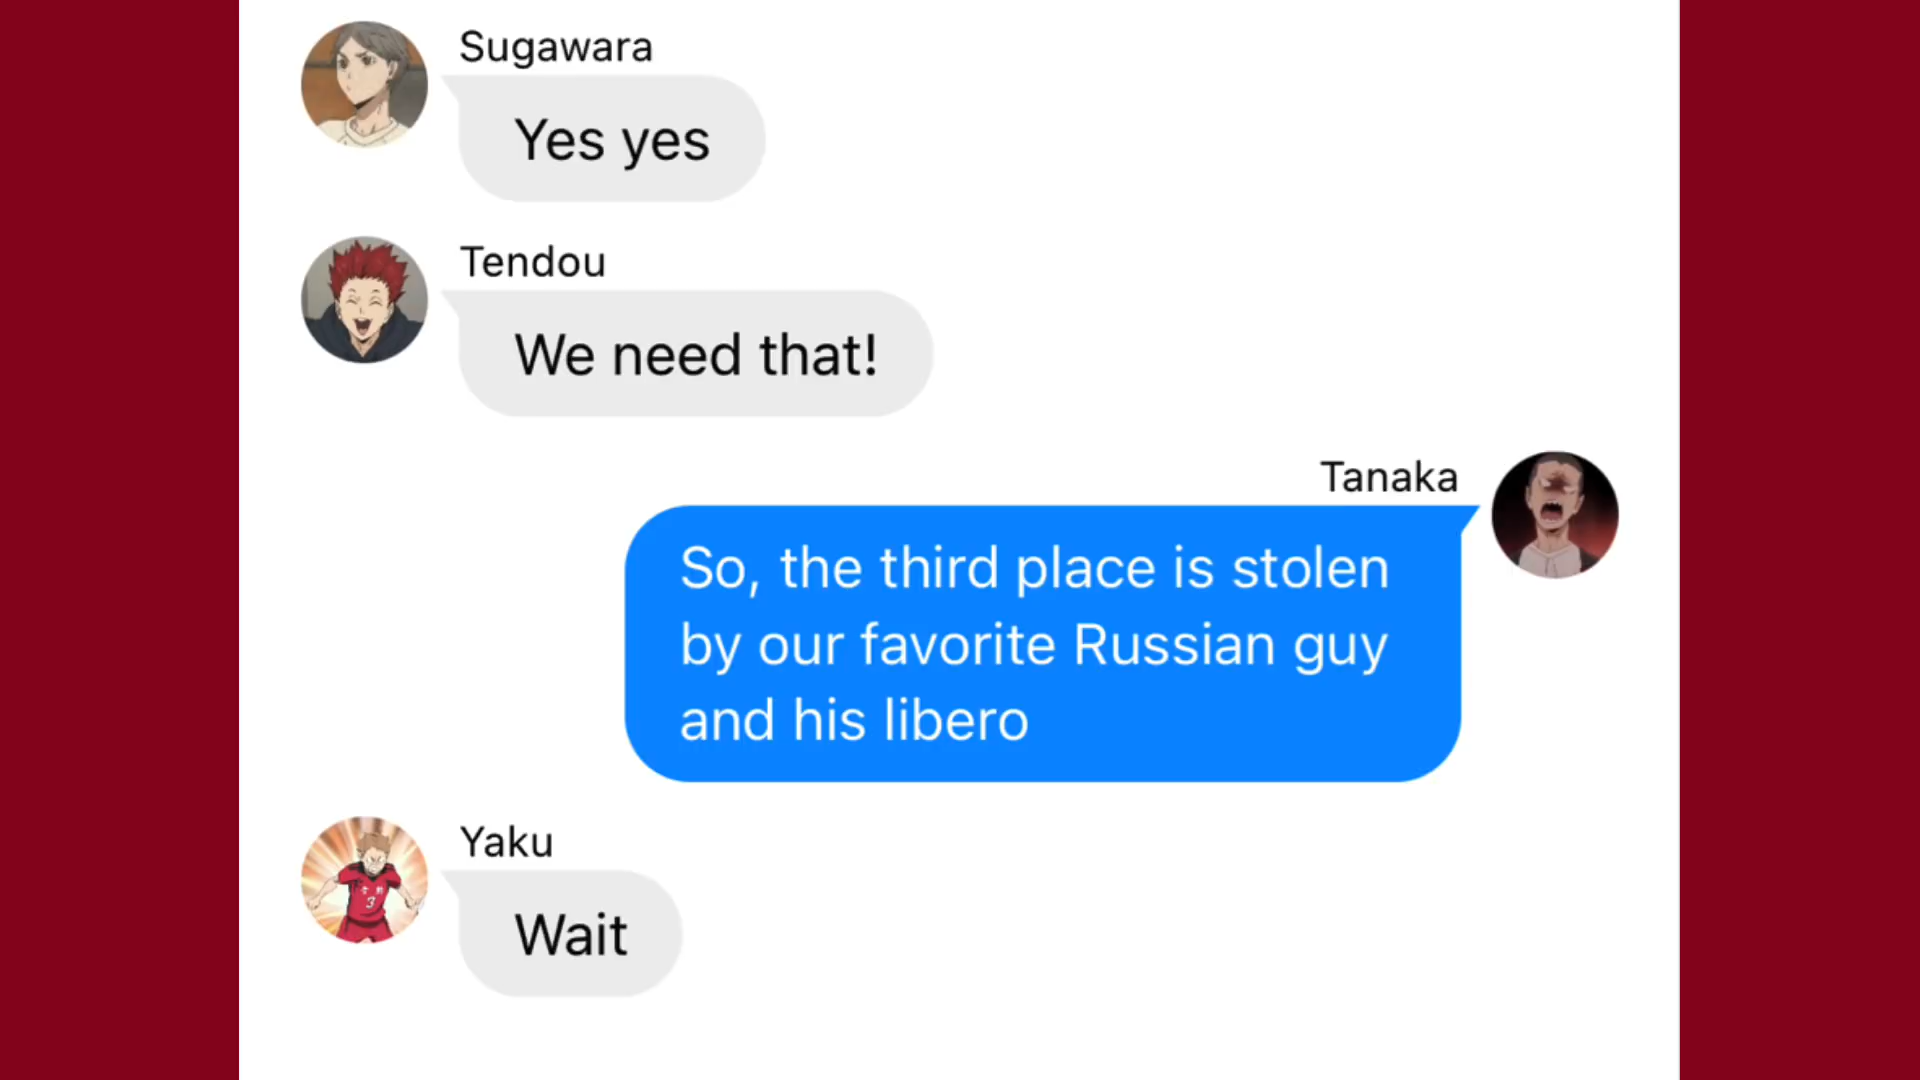 Sugawara
Yes yes
Tendou
We need that!
Tanaka
So, the third place is stolen
by our favorite Russian guy
and his libero
Yaku
3
Wait